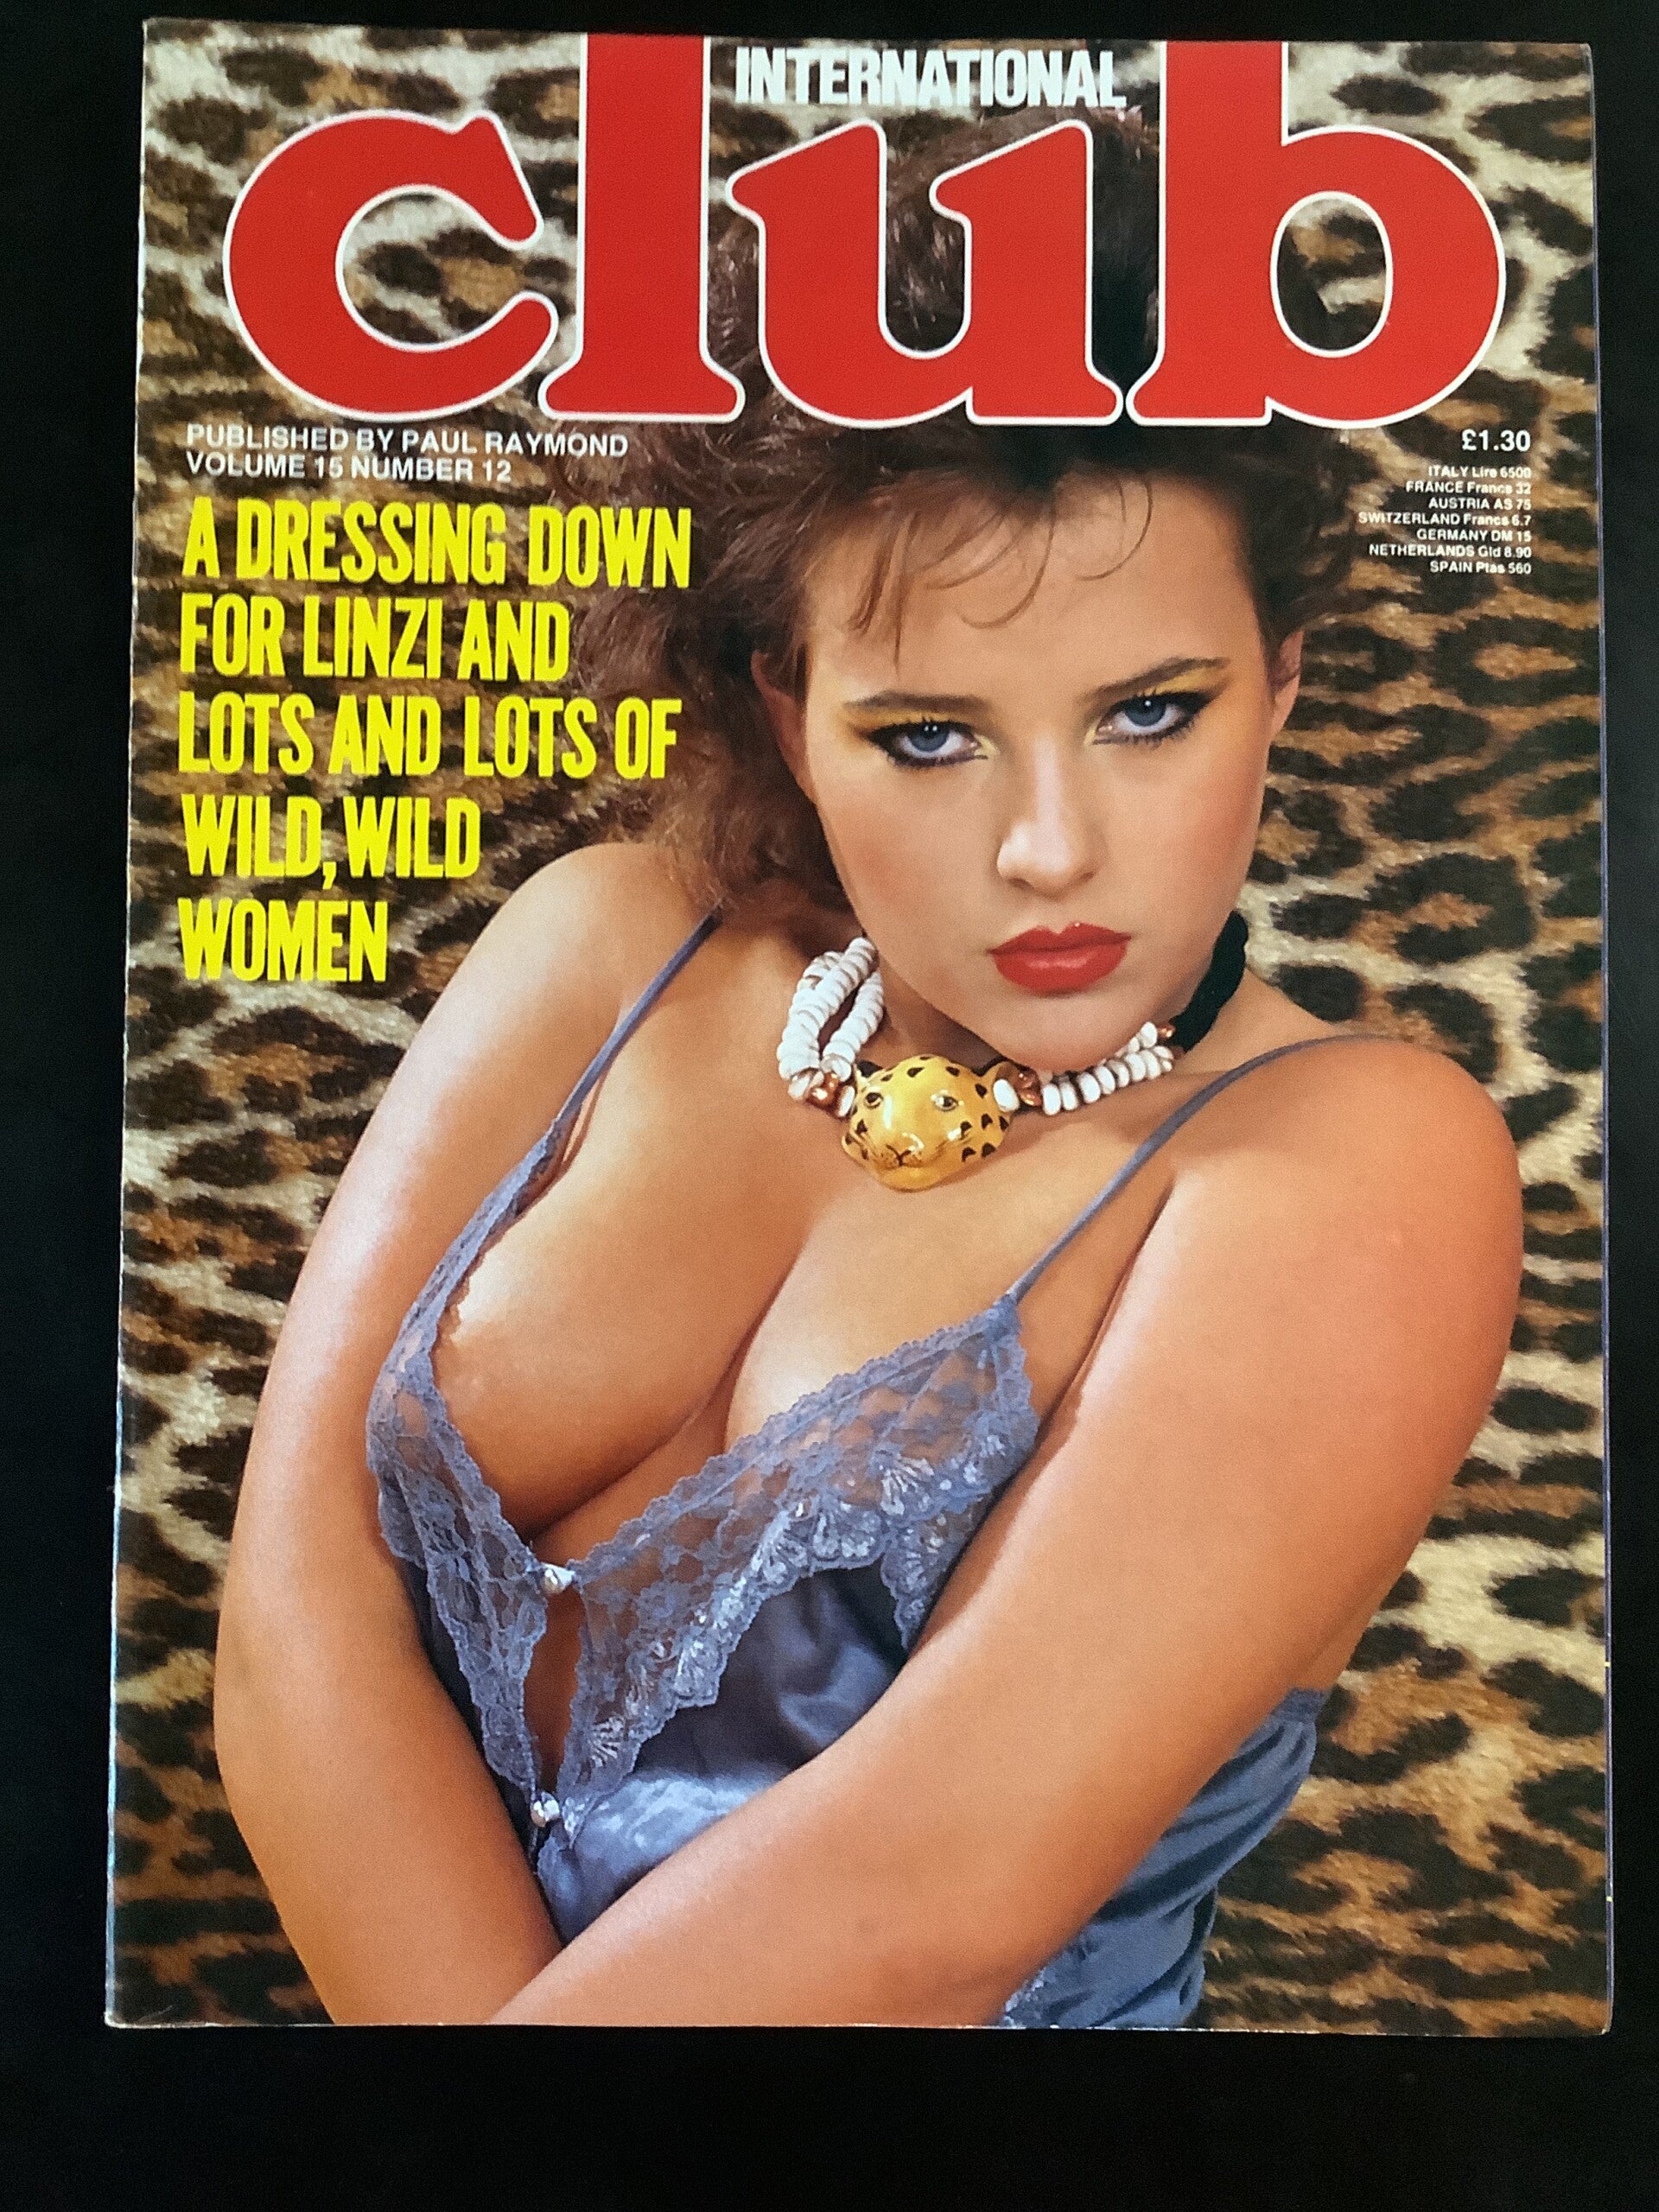 INTERNATIONAL
club
PUBLISHED BY PAUL RAYMOND
VOLUME 15 NUMBER 12
£1.30
ITALY Lire 6500
FRANCE Francs 32
AUSTRIA AS 75
SWITZERLAND Francs 6.7
GERMANY DM 15
NETHERLANDS Gld 8.90
SPAIN Ptas 560
A DRESSING DOWN
FOR LINZI AND
LOTS AND LOTS OF
WILD, WILD
WOMEN